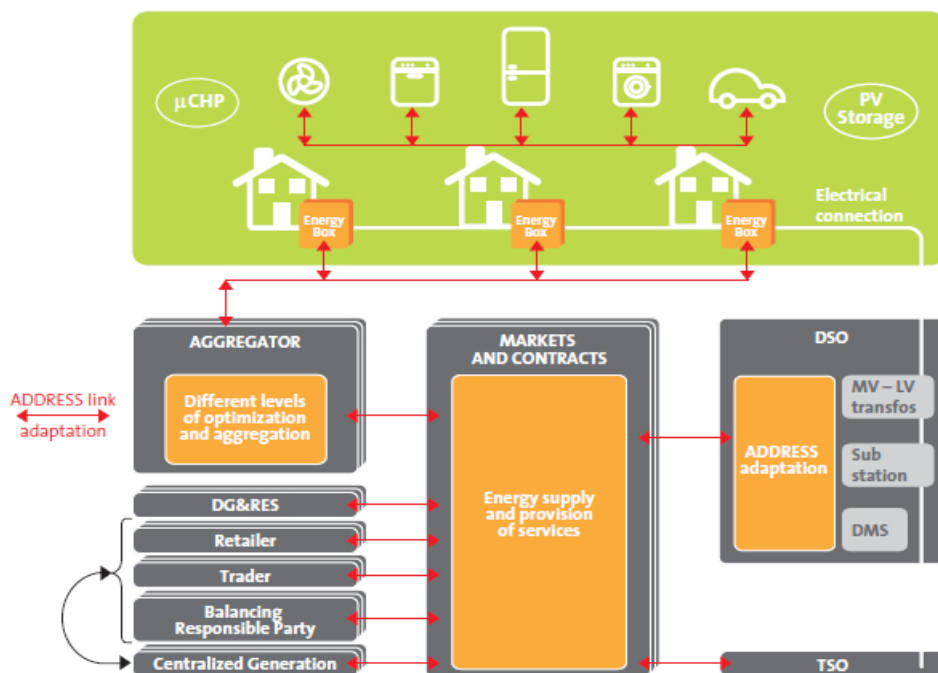 μCHP
PV
Storage
Electrical
connection
Energy
Box
Energy
Box
Energy
Box
AGGREGATOR
Different levels
of optimization
and aggregation
MARKETS
AND CONTRACTS
Energy supply
and provision
of services
DSO
ADDRESS
adaptation
MV – LV
transfos
Sub
station
DMS
ADDRESS link
adaptation
DG&RES
Retailer
Trader
Balancing
Responsible Party
Centralized Generation
TSO